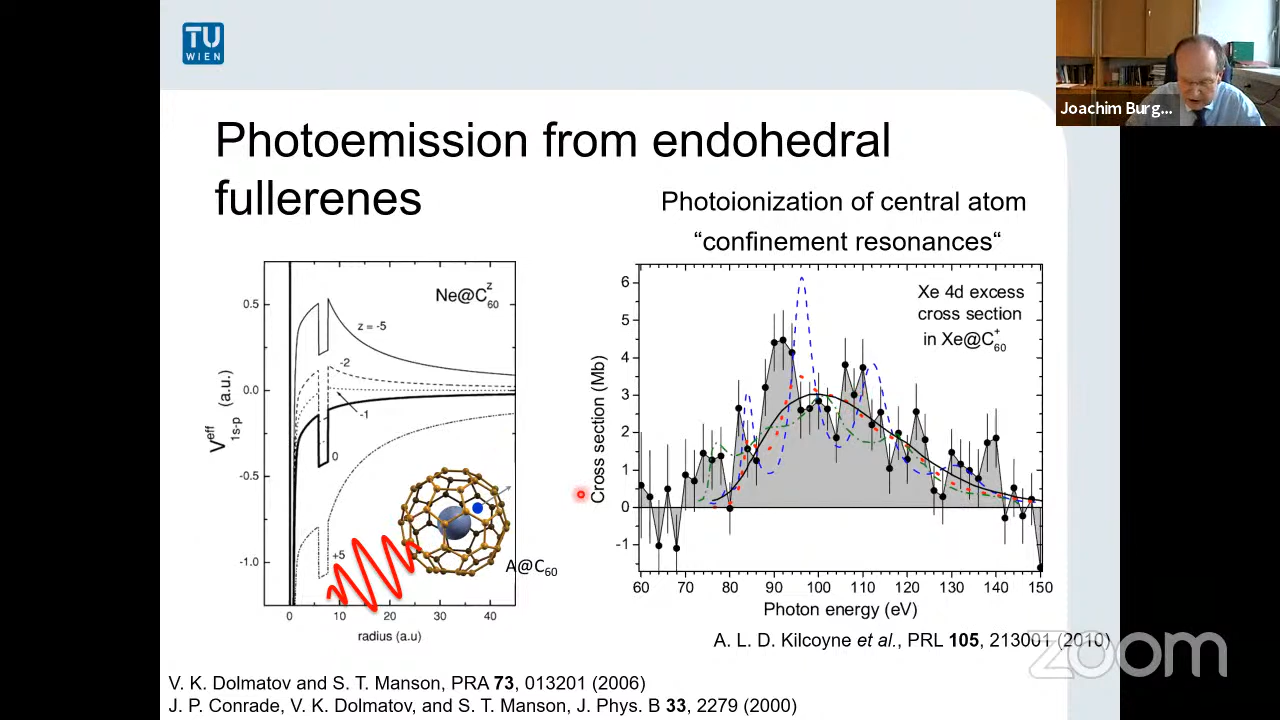 TU
WIEN
Joachim Burg...
Photoemission from endohedral
fullerenes
Photoionization of central atom
“confinement resonances“
Ne@C60^z
z = -5
-2
-1
0
+5
0.5
0.0
-0.5
-1.0
V^eff 1s-p (a.u.)
0 10 20 30 40
radius (a.u)
A@C60
Xe 4d excess
cross section
in Xe@C60^+
6
5
4
3
2
1
0
-1
Cross section (Mb)
60 70 80 90 100 110 120 130 140 150
Photon energy (eV)
A. L. D. Kilcoyne et al., PRL 105, 213001 (2010)
zoom
V. K. Dolmatov and S. T. Manson, PRA 73, 013201 (2006)
J. P. Conrade, V. K. Dolmatov, and S. T. Manson, J. Phys. B 33, 2279 (2000)